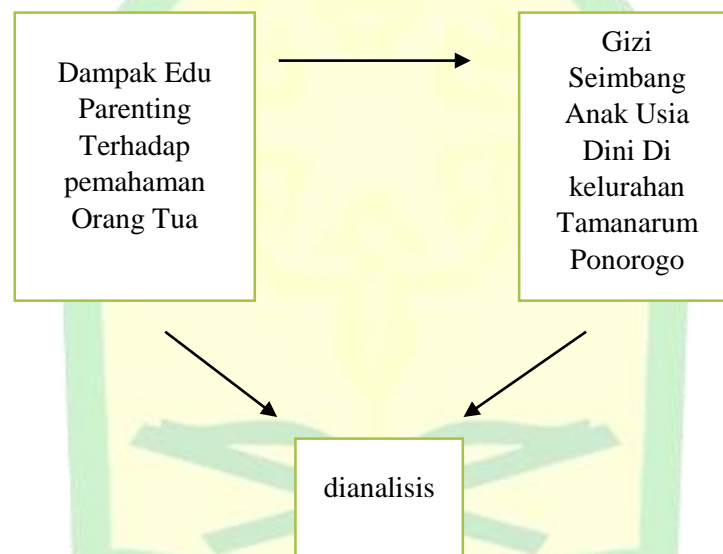 Dampak Edu
Parenting
Terhadap
pemahaman
Orang Tua
Gizi
Seimbang
Anak Usia
Dini Di
kelurahan
Tamanarum
Ponorogo
dianalisis